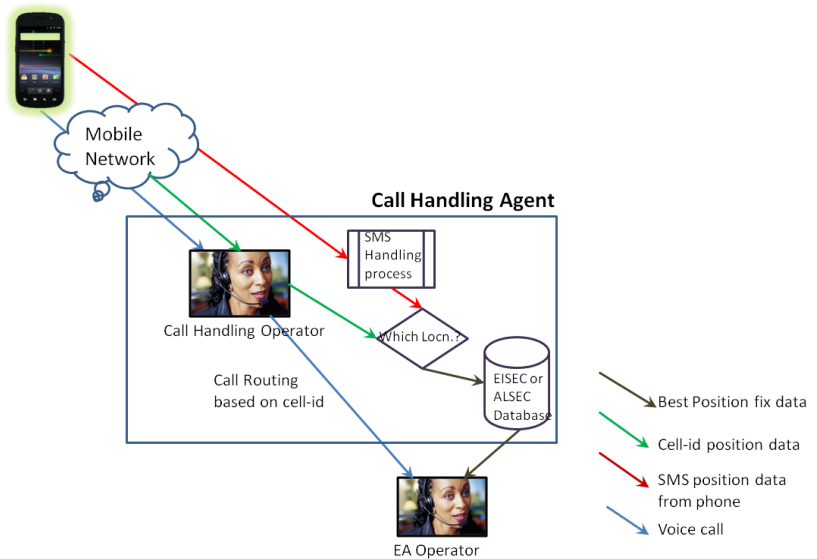 Mobile
Network
Call Handling Agent
SMS
Handling
process
Call Handling Operator
Which Locn.?
Call Routing
based on cell-id
EISEC or
ALSEC
Database
EA Operator
Best Position fix data
Cell-id position data
SMS position data
from phone
Voice call